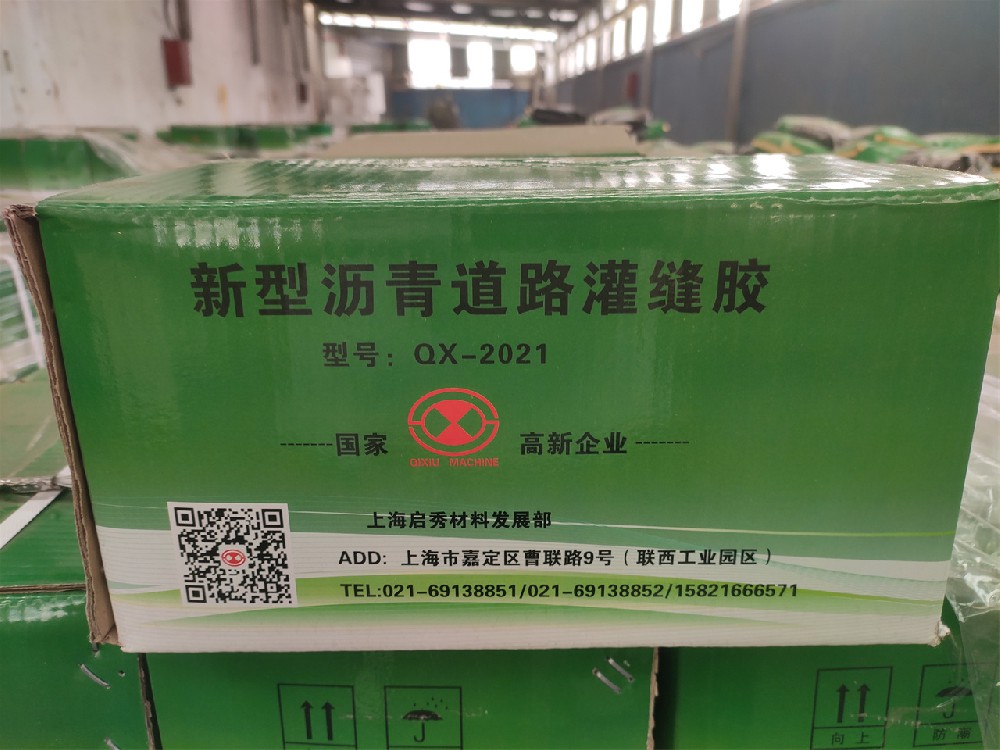 新型沥青道路灌缝胶
型号：QX-2021
-------国家 高新企业-------
QIXIU MACHINE
上海启秀材料发展部
ADD: 上海市嘉定区曹联路9号（联西工业园区）
TEL:021-69138851/021-69138852/15821666571
向上
防潮